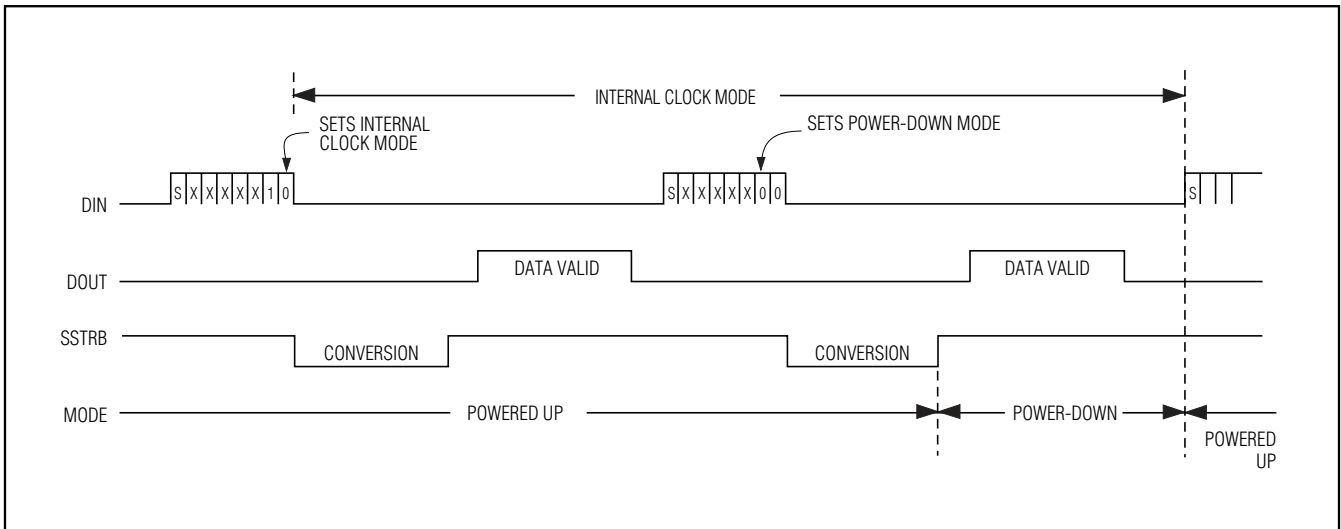 INTERNAL CLOCK MODE
SETS INTERNAL
CLOCK MODE
SETS POWER-DOWN MODE
DIN
S X X X X X 1 0
S X X X X X 0 0
S
DOUT
DATA VALID
DATA VALID
SSTRB
CONVERSION
CONVERSION
MODE
POWERED UP
POWER-DOWN
POWERED
UP